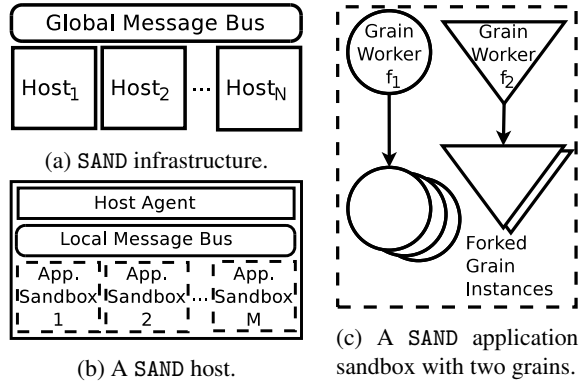 Global Message Bus
Host1 Host2 ... HostN
(a) SAND infrastructure.
Host Agent
Local Message Bus
App. App. App.
Sandbox Sandbox ... Sandbox
1 2 M
(b) A SAND host.
Grain Grain
Worker Worker
f1 f2
Forked
Grain
Instances
(c) A SAND application
sandbox with two grains.